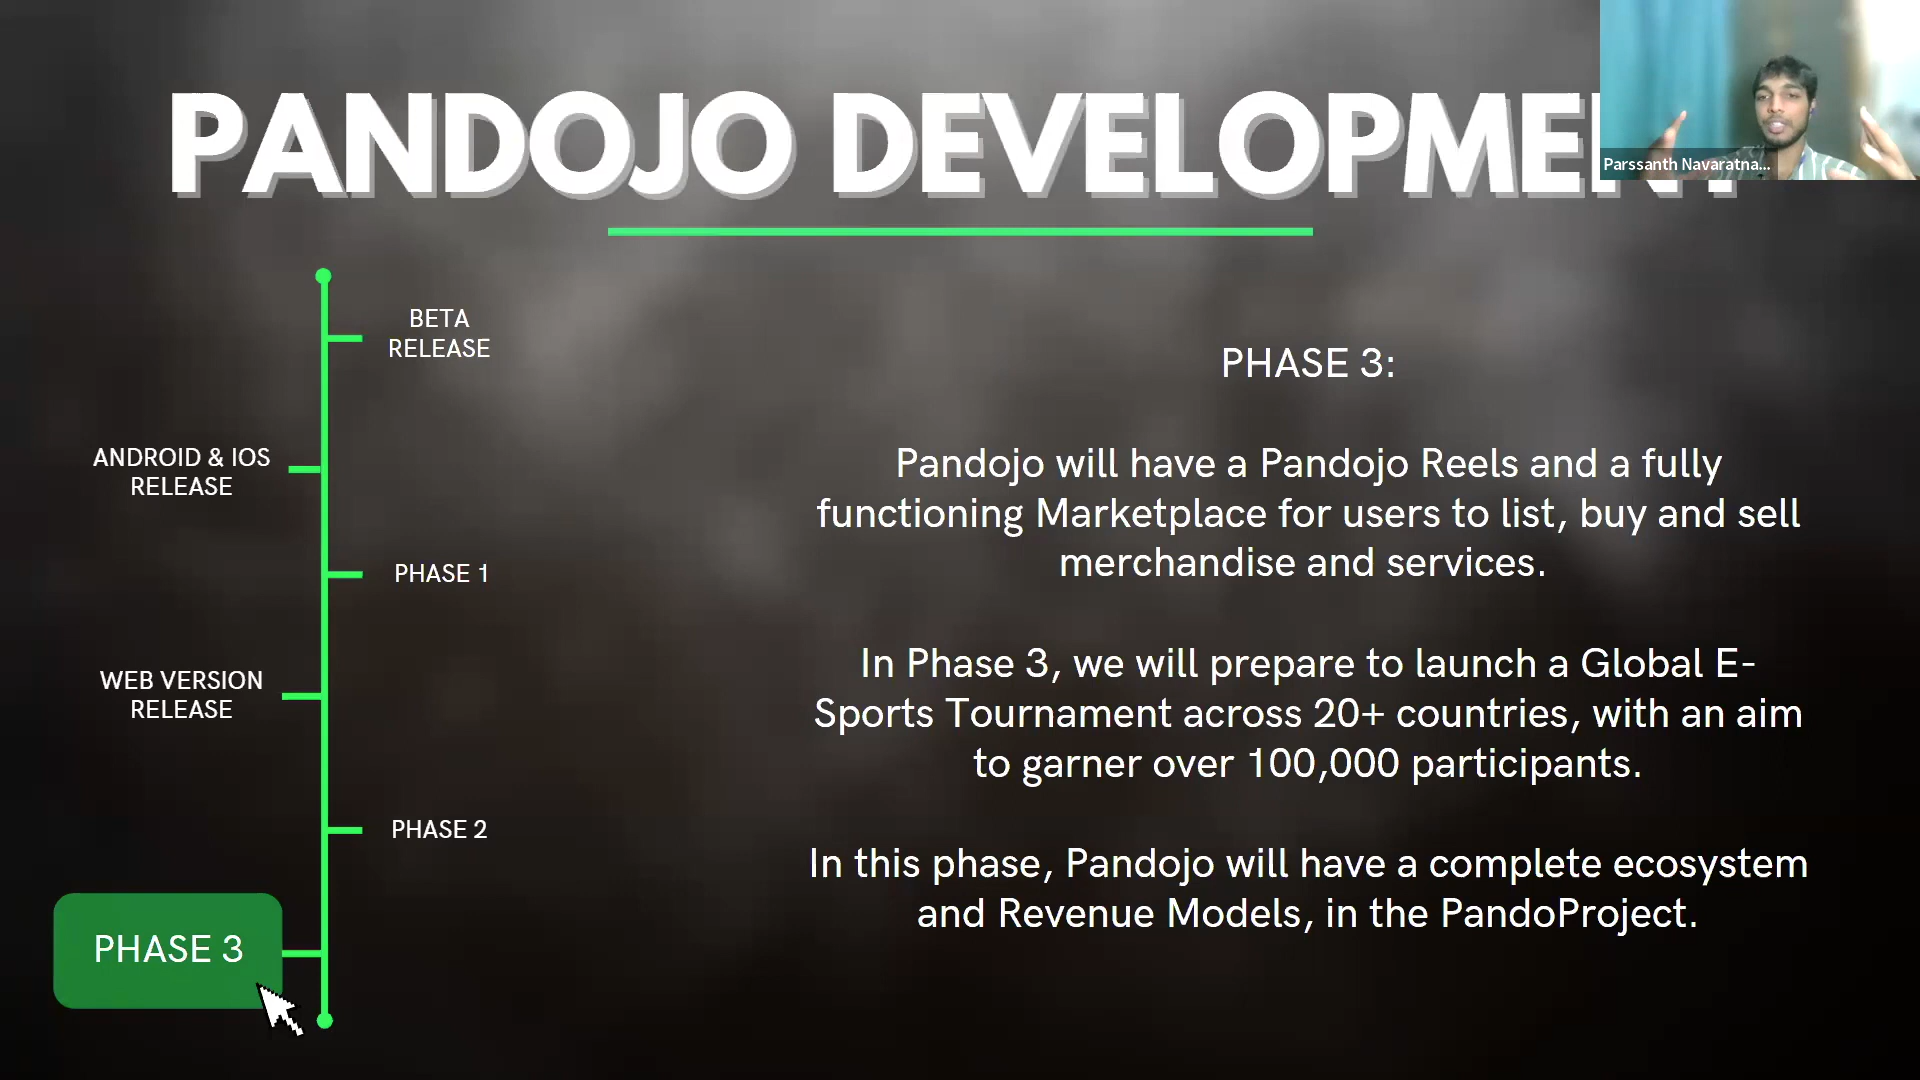 PANDOJO DEVELOPMENT
Parssanth Navaratna...
BETA
RELEASE
ANDROID & IOS
RELEASE
PHASE 1
WEB VERSION
RELEASE
PHASE 2
PHASE 3
PHASE 3:
Pandojo will have a Pandojo Reels and a fully
functioning Marketplace for users to list, buy and sell
merchandise and services.
In Phase 3, we will prepare to launch a Global E-
Sports Tournament across 20+ countries, with an aim
to garner over 100,000 participants.
In this phase, Pandojo will have a complete ecosystem
and Revenue Models, in the PandoProject.